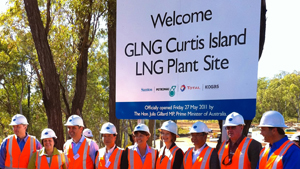 Welcome
GLNG Curtis Island
LNG Plant Site
Santos PETRONAS TOTAL KOGAS
Officially opened Friday 27 May 2011 by
The Hon Julia Gillard MP, Prime Minister of Australia